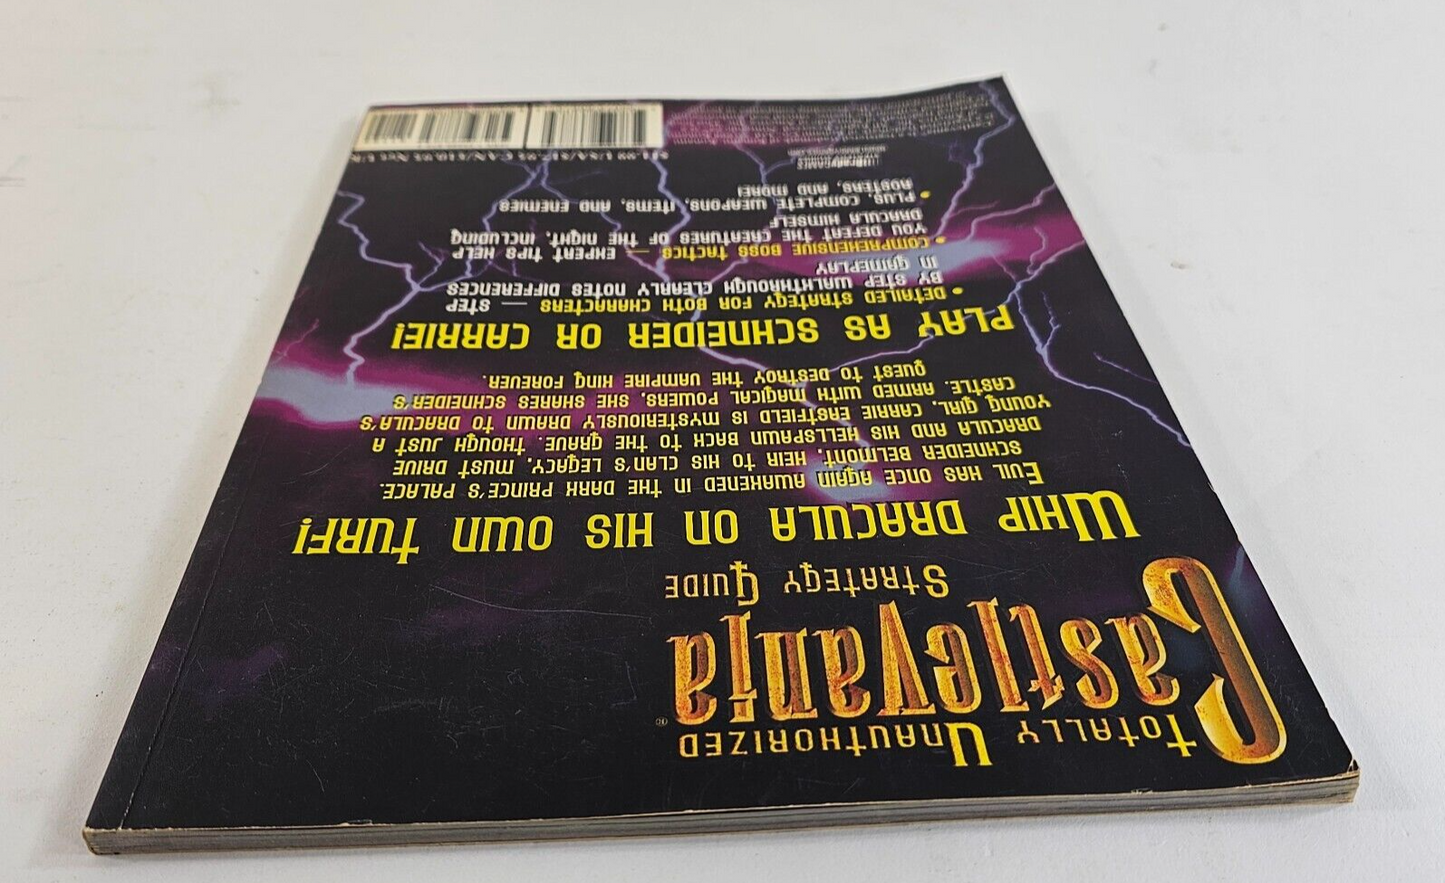 Totally Unauthorized
Castlevania®
Strategy Guide
Whip Dracula on his own turf!
Evil has once again awakened in the Dark Prince's palace.
Schneider Belmont, heir to his clan's legacy, must drive
Dracula and his hellspawn back to the grave. Though just a
young girl, Carrie Eastfield is mysteriously drawn to Dracula's
castle. Armed with magical powers, she shares Schneider's
quest to destroy the Vampire King forever.
Play as Schneider or Carrie!
• Detailed strategy for both characters — Step
by step walkthrough clearly notes differences
in gameplay
• Comprehensive boss tactics — Expert tips help
you defeat the creatures of the night, including
Dracula himself
• Plus, complete weapons, items, and enemies
rosters, and more!
BradyGAMES